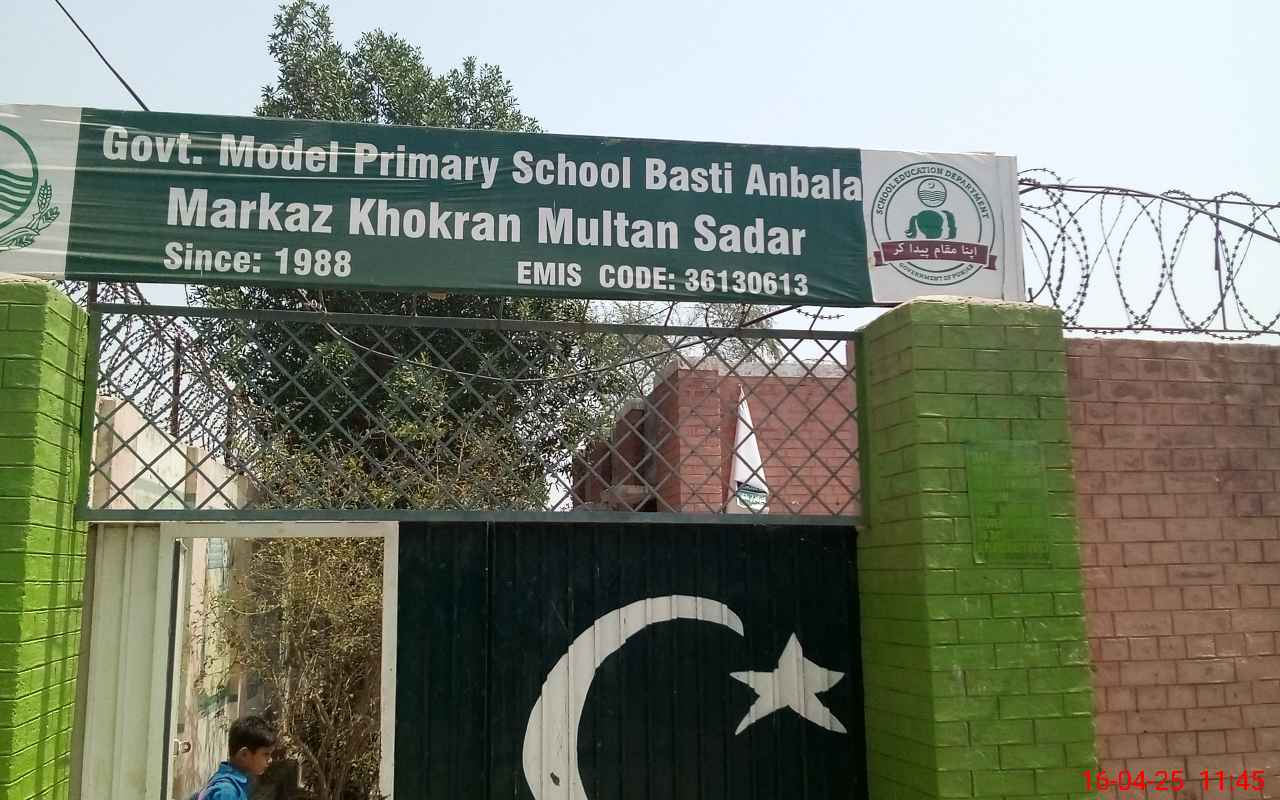 Govt. Model Primary School Basti Anbala
Markaz Khokran Multan Sadar
Since: 1988
EMIS CODE: 36130613
SCHOOL EDUCATION DEPARTMENT
اپنا مقام پیدا کر
GOVERNMENT OF PUNJAB
16-04-25 11:45